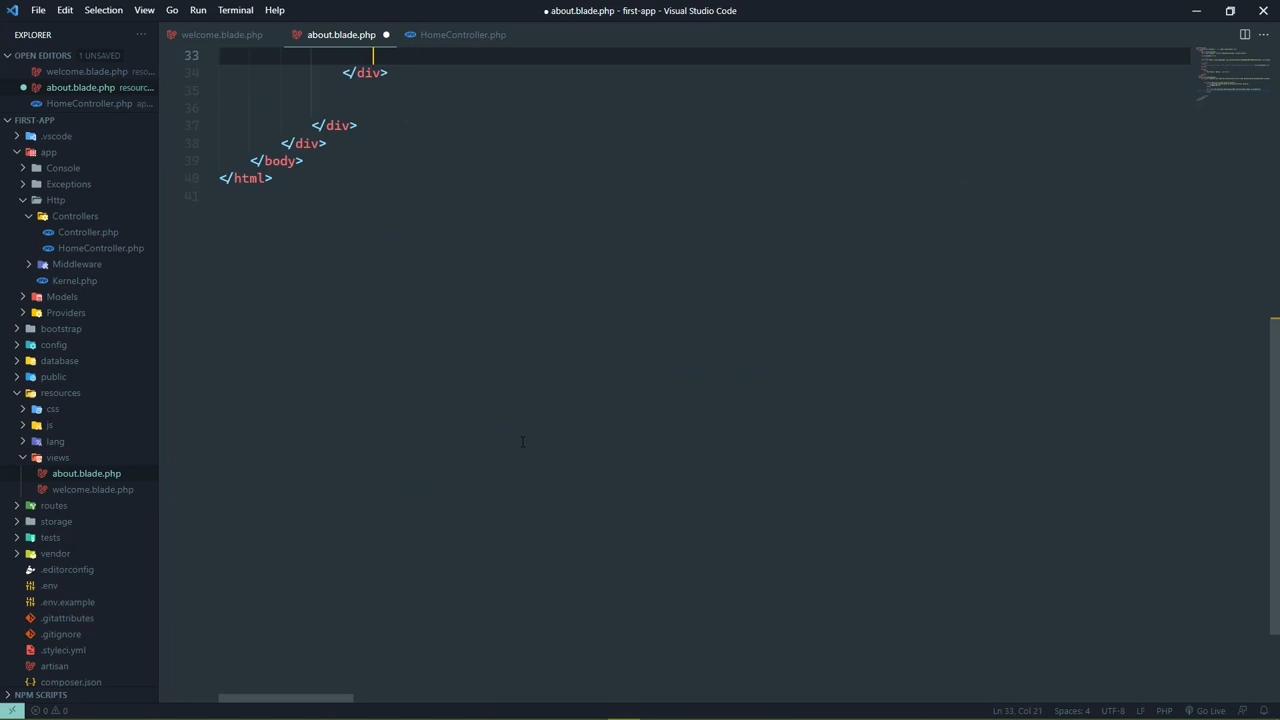 File Edit Selection View Go Run Terminal Help
● about.blade.php - first-app - Visual Studio Code
EXPLORER
welcome.blade.php
about.blade.php
HomeController.php
OPEN EDITORS 1 UNSAVED
welcome.blade.php reso...
about.blade.php resourc...
HomeController.php ap...
FIRST-APP
.vscode
app
Console
Exceptions
Http
Controllers
Controller.php
HomeController.php
Middleware
Kernel.php
Models
Providers
bootstrap
config
database
public
resources
css
js
lang
views
about.blade.php
welcome.blade.php
routes
storage
tests
vendor
.editorconfig
.env
.env.example
.gitattributes
.gitignore
.styleci.yml
artisan
composer.json
NPM SCRIPTS
33
34 </div>
35
36
37 </div>
38 </div>
39 </body>
40 </html>
41
0 0
Ln 33, Col 21 Spaces: 4 UTF-8 LF PHP Go Live